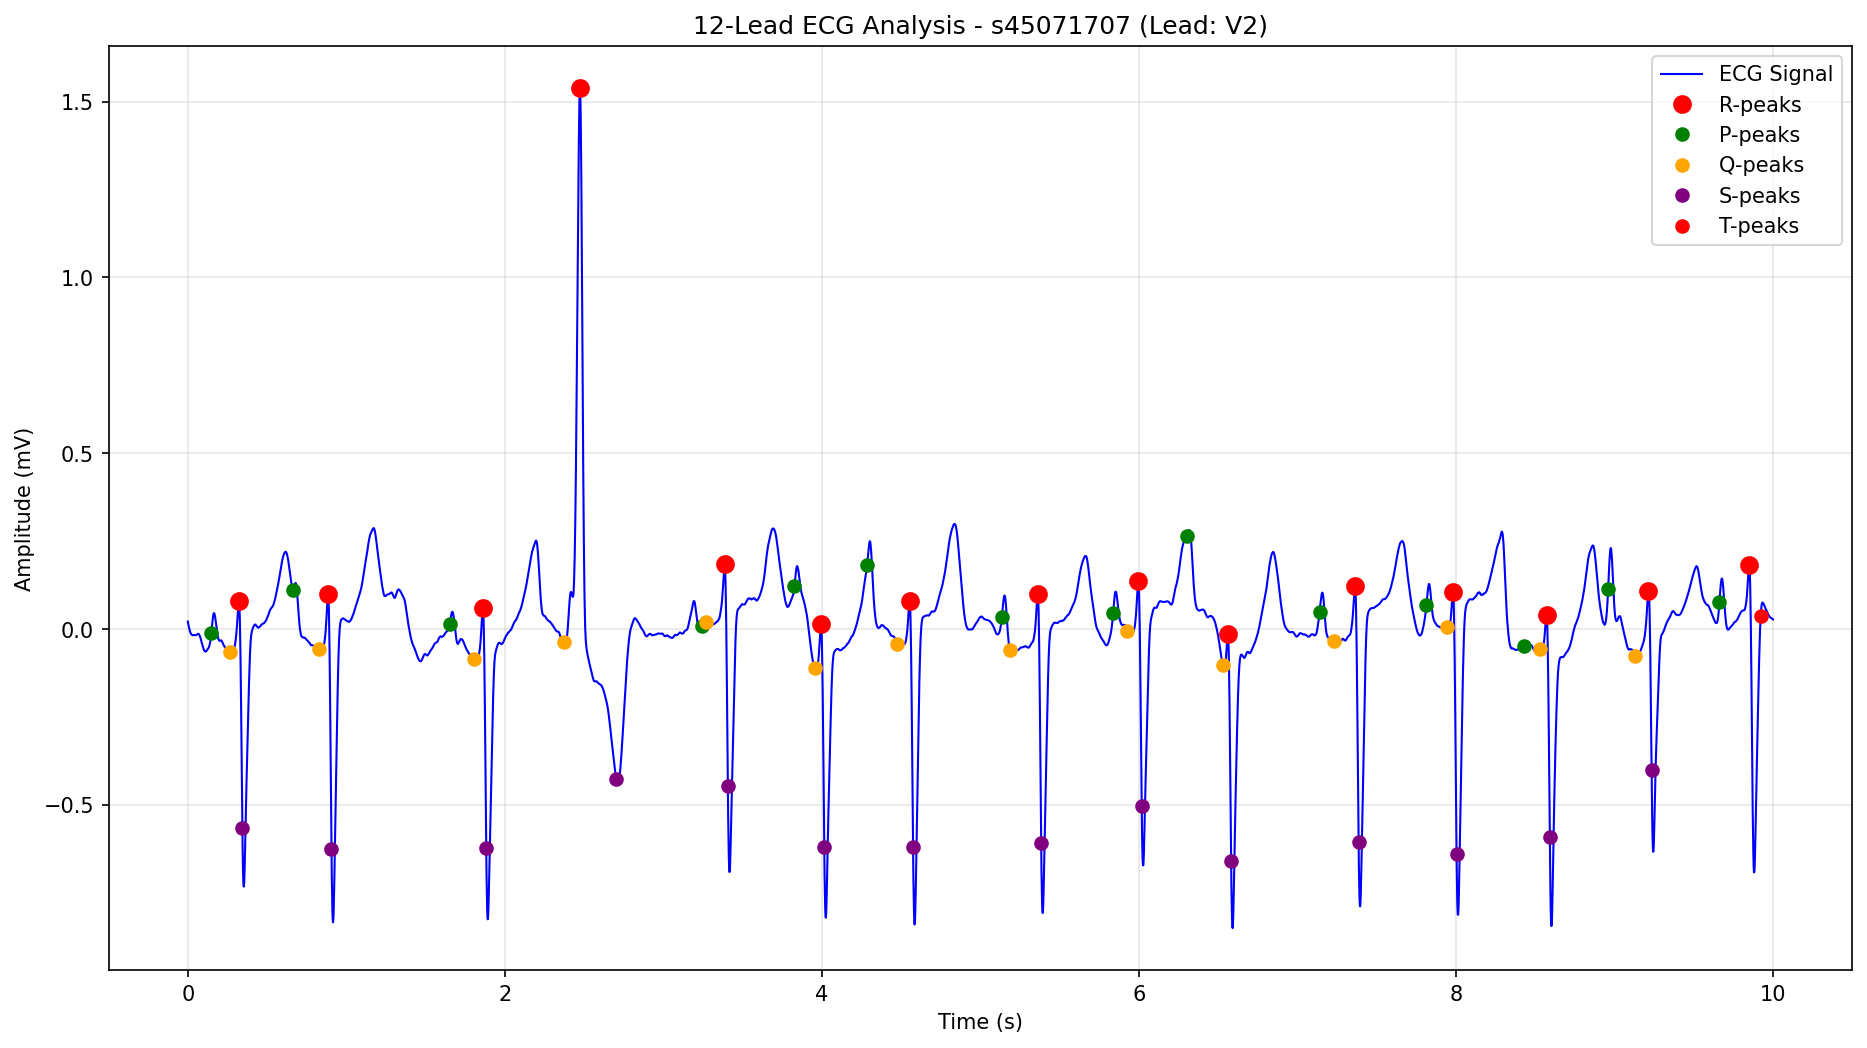 12-Lead ECG Analysis - s45071707 (Lead: V2)
ECG Signal
R-peaks
P-peaks
Q-peaks
S-peaks
T-peaks
Amplitude (mV)
1.5
1.0
0.5
0.0
−0.5
0 2 4 6 8 10
Time (s)